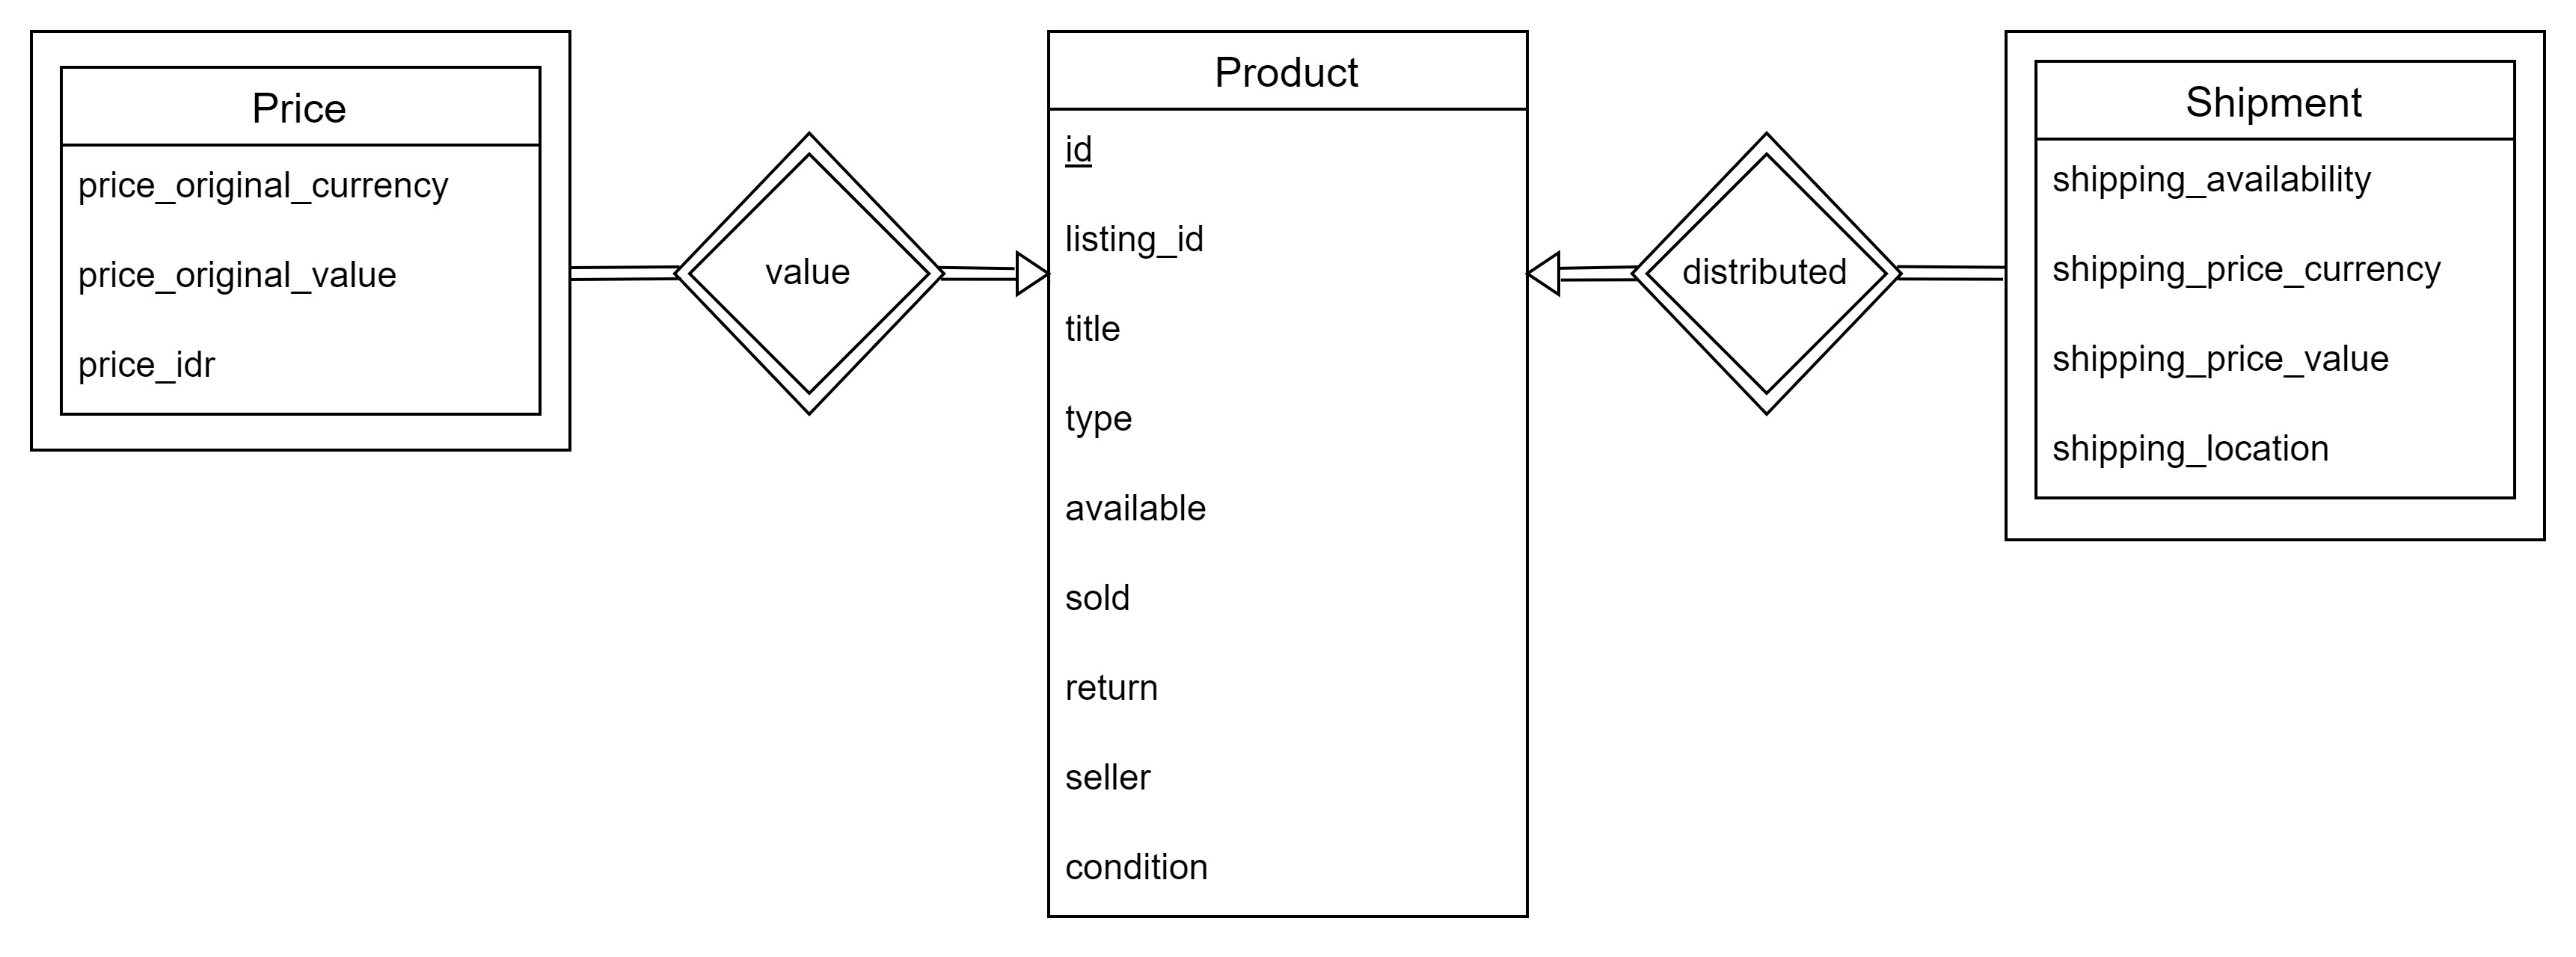 Price
price_original_currency
price_original_value
price_idr
value
Product
id
listing_id
title
type
available
sold
return
seller
condition
distributed
Shipment
shipping_availability
shipping_price_currency
shipping_price_value
shipping_location